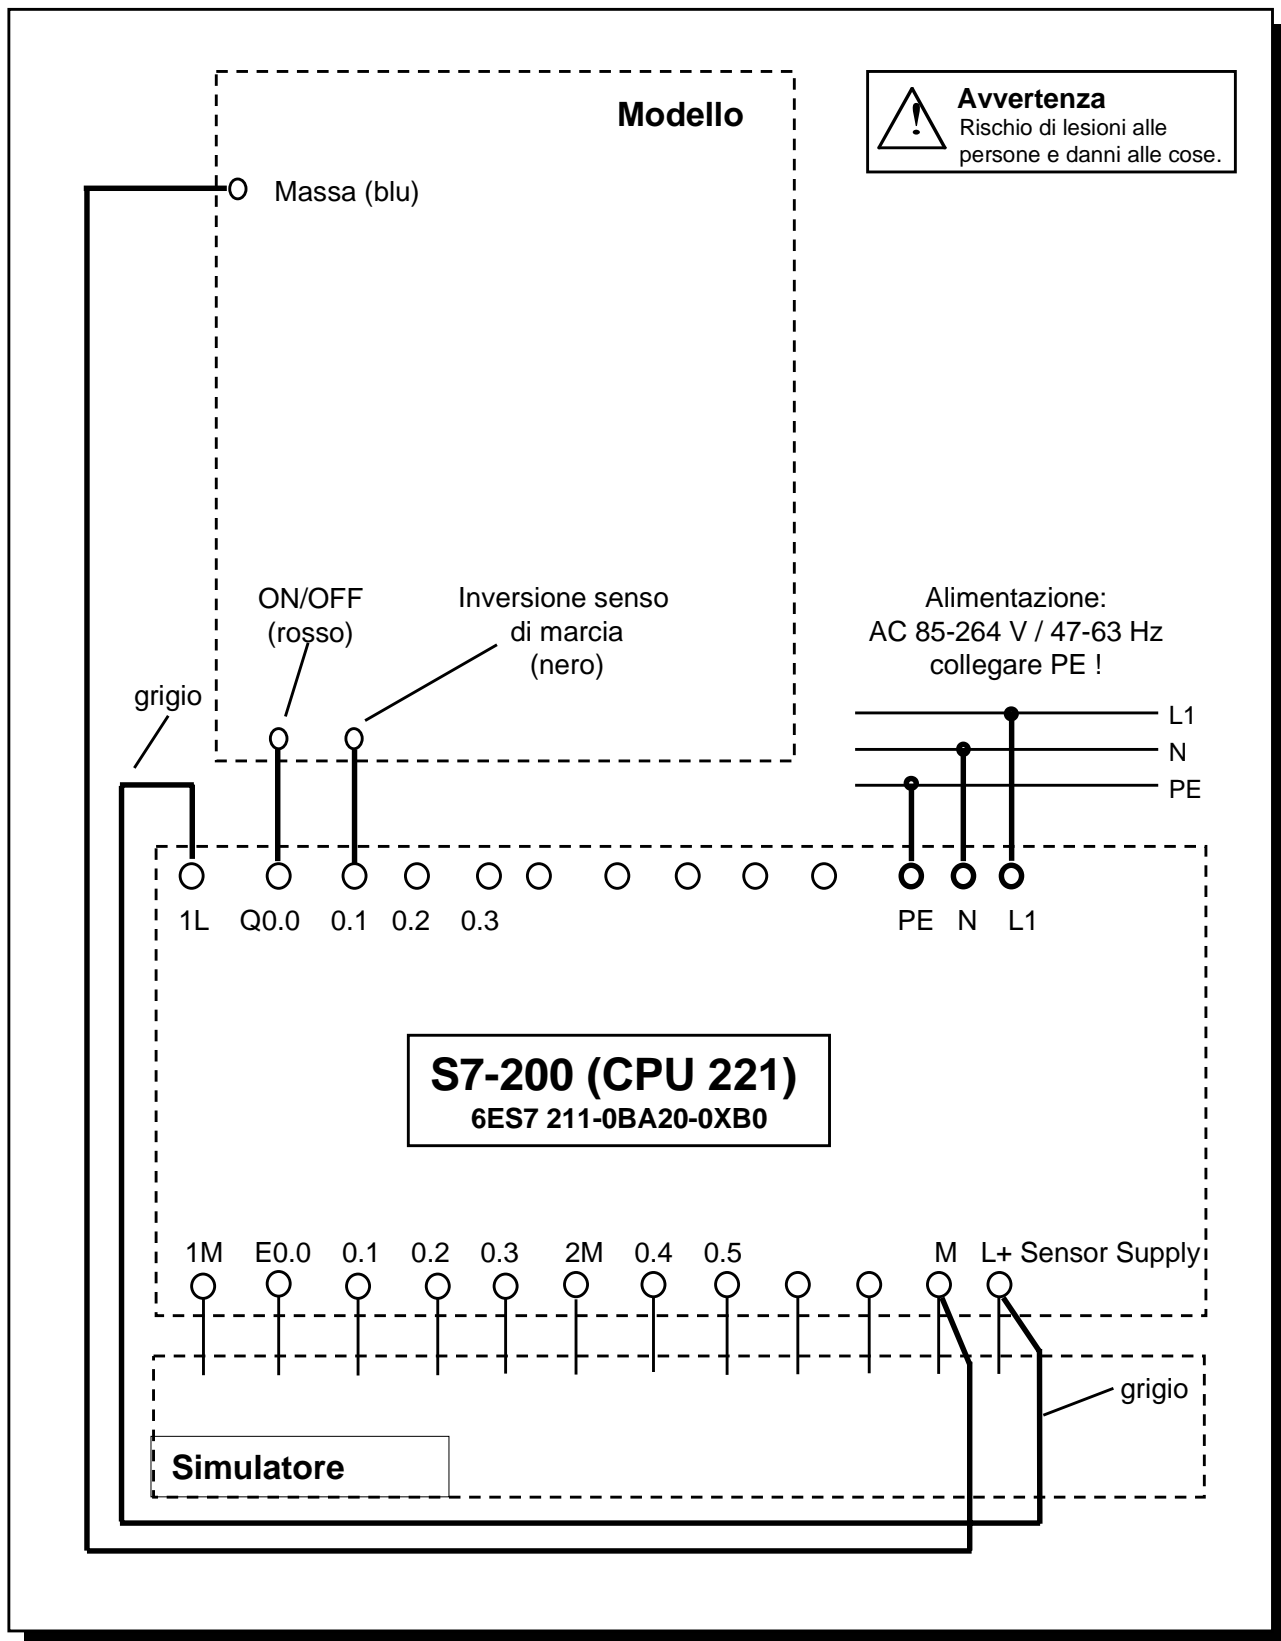 Modello
!
Avvertenza
Rischio di lesioni alle
persone e danni alle cose.
Massa (blu)
ON/OFF
(rosso)
Inversione senso
di marcia
(nero)
Alimentazione:
AC 85-264 V / 47-63 Hz
collegare PE !
grigio
L1
N
PE
1L Q0.0 0.1 0.2 0.3 PE N L1
S7-200 (CPU 221)
6ES7 211-0BA20-0XB0
1M E0.0 0.1 0.2 0.3 2M 0.4 0.5 M L+ Sensor Supply
grigio
Simulatore